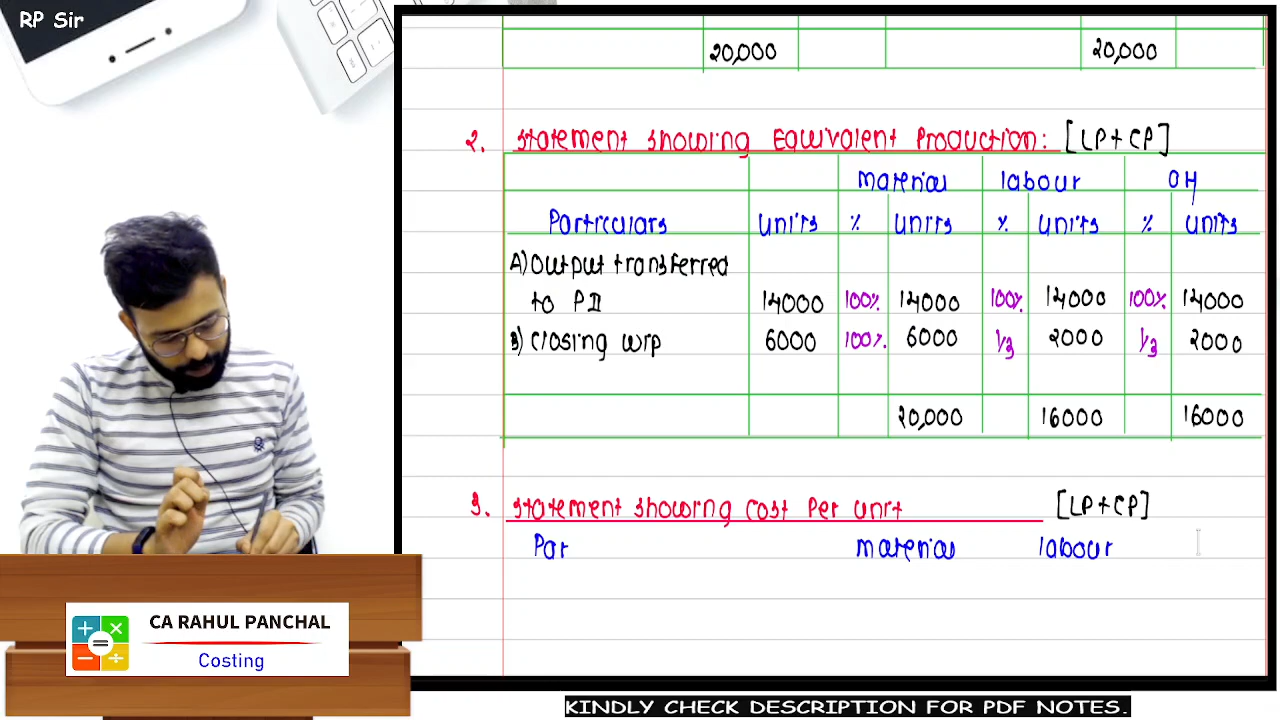 RP Sir
20,000 20,000
2. Statement Showing Equivalent Production: [LP+CP]
Material Labour OH
Particulars Units % Units % Units % Units
A) Output transferred
to PII 14000 100% 14000 100% 14000 100% 14000
B) Closing WIP 6000 100% 6000 1/3 2000 1/3 2000
20,000 16000 16000
3. Statement Showing Cost Per Unit [LP+CP]
Par Material Labour
CA RAHUL PANCHAL
Costing
KINDLY CHECK DESCRIPTION FOR PDF NOTES.